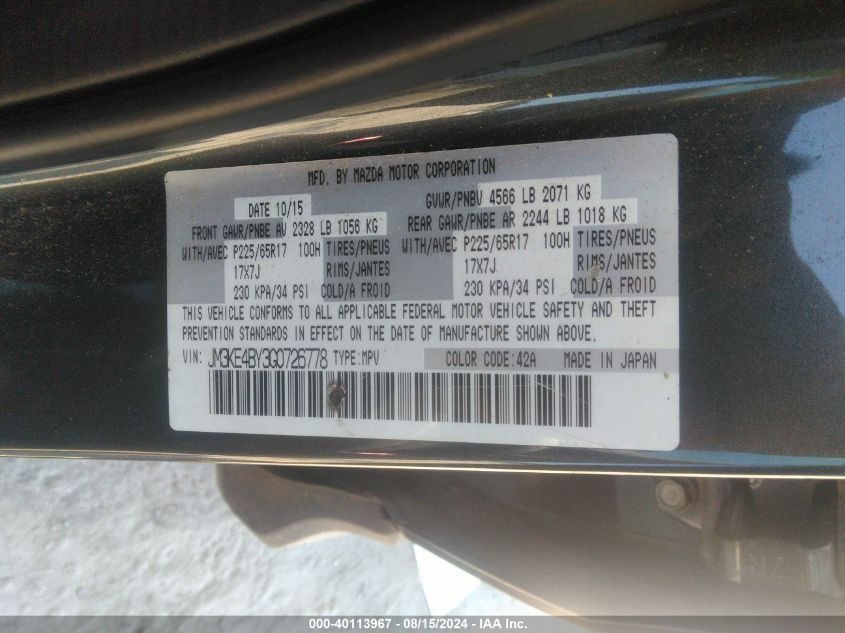 MFD. BY MAZDA MOTOR CORPORATION
DATE 10/15 GVWR/PNBV 4566 LB 2071 KG
FRONT GAWR/PNBE AV 2328 LB 1056 KG REAR GAWR/PNBE AR 2244 LB 1018 KG
WITH/AVEC P225/65R17 100H TIRES/PNEUS WITH/AVEC P225/65R17 100H TIRES/PNEUS
17X7J RIMS/JANTES 17X7J RIMS/JANTES
230 KPA/34 PSI COLD/A FROID 230 KPA/34 PSI COLD/A FROID
THIS VEHICLE CONFORMS TO ALL APPLICABLE FEDERAL MOTOR VEHICLE SAFETY AND THEFT
PREVENTION STANDARDS IN EFFECT ON THE DATE OF MANUFACTURE SHOWN ABOVE.
VIN: JM3KE4BY3G0726778 TYPE:MPV COLOR CODE:42A MADE IN JAPAN
000-40113967 - 08/15/2024 - IAA Inc.